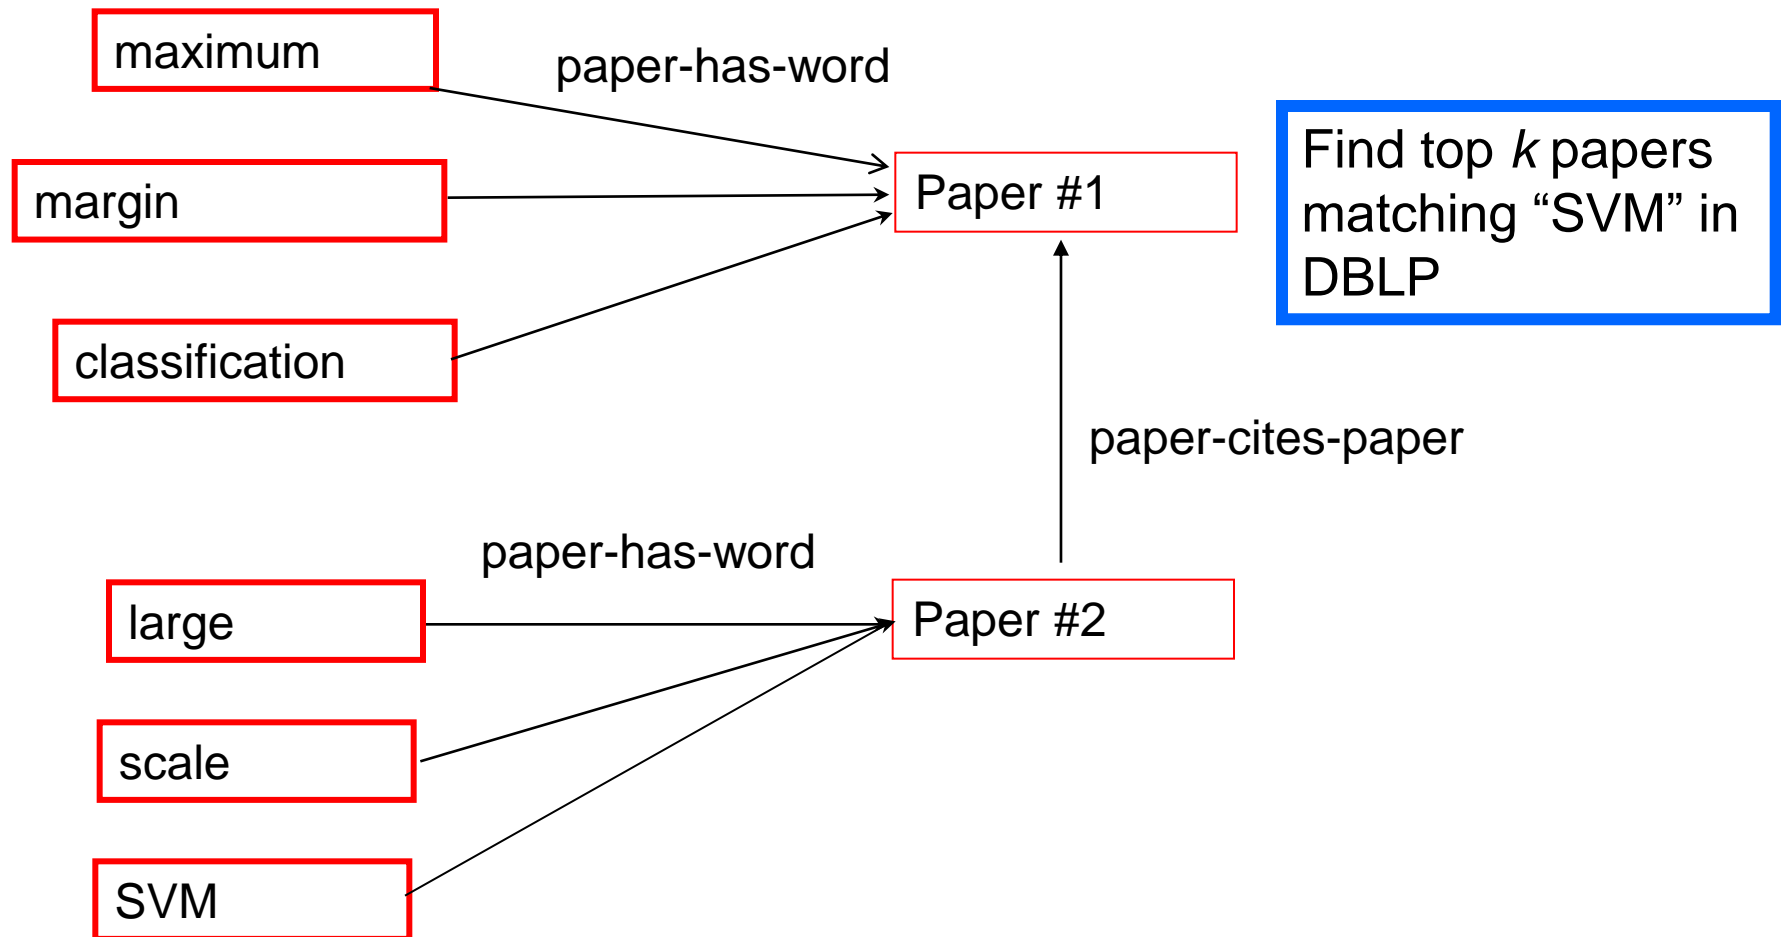 maximum
paper-has-word
margin
Paper #1
Find top k papers
matching “SVM” in
DBLP
classification
paper-cites-paper
paper-has-word
large
Paper #2
scale
SVM